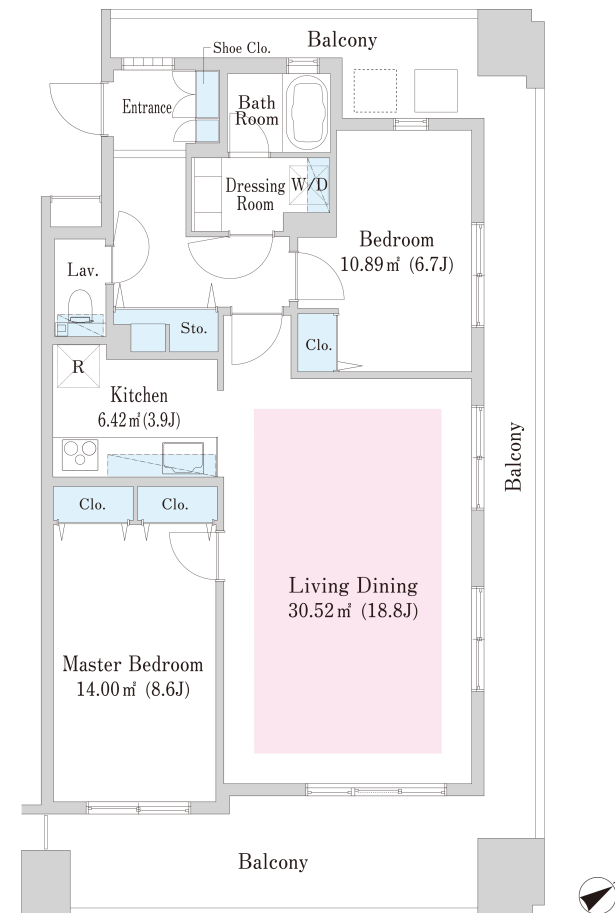 Balcony
Shoe Clo.
Entrance
Bath
Room
Dressing
Room
W/D
Bedroom
10.89㎡ (6.7J)
Lav.
Sto.
Clo.
R
Kitchen
6.42㎡(3.9J)
Balcony
Clo.
Clo.
Living Dining
30.52㎡ (18.8J)
Master Bedroom
14.00㎡ (8.6J)
Balcony